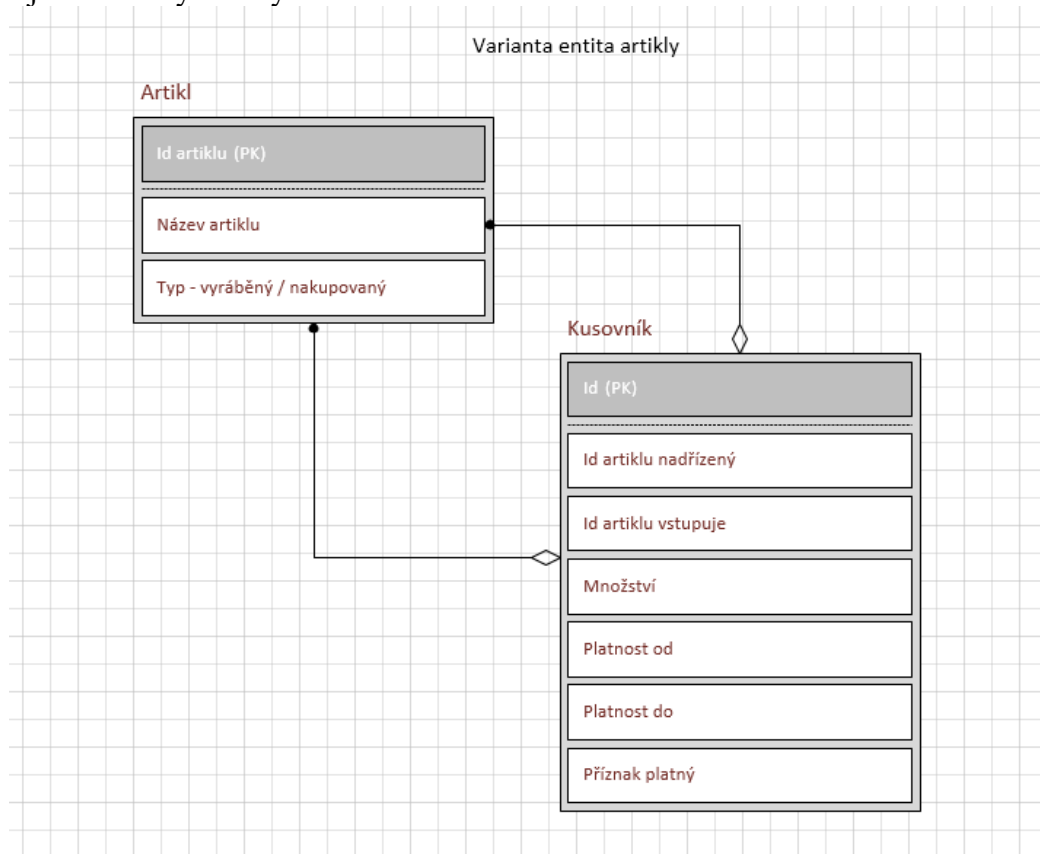 Varianta entita artikly
Artikl
Id artiklu (PK)
Název artiklu
Typ - vyráběný / nakupovaný
Kusovník
Id (PK)
Id artiklu nadřízený
Id artiklu vstupuje
Množství
Platnost od
Platnost do
Příznak platný